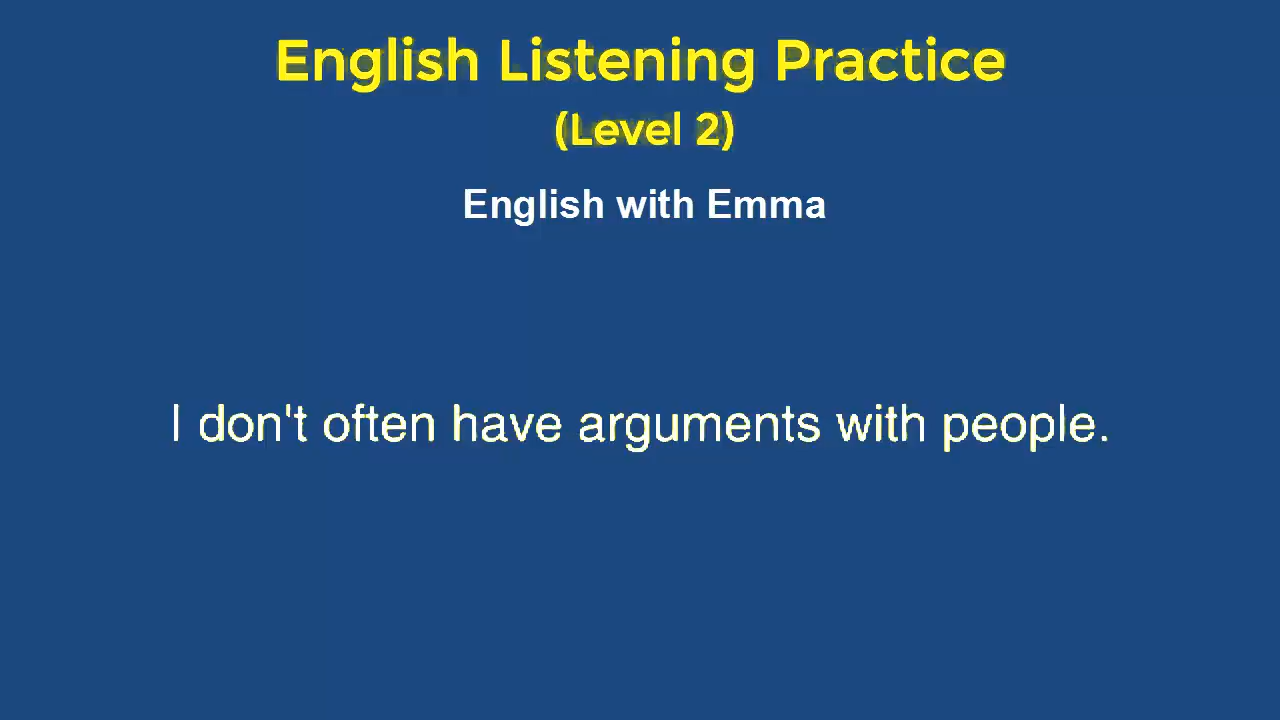 English Listening Practice
(Level 2)
English with Emma
I don't often have arguments with people.